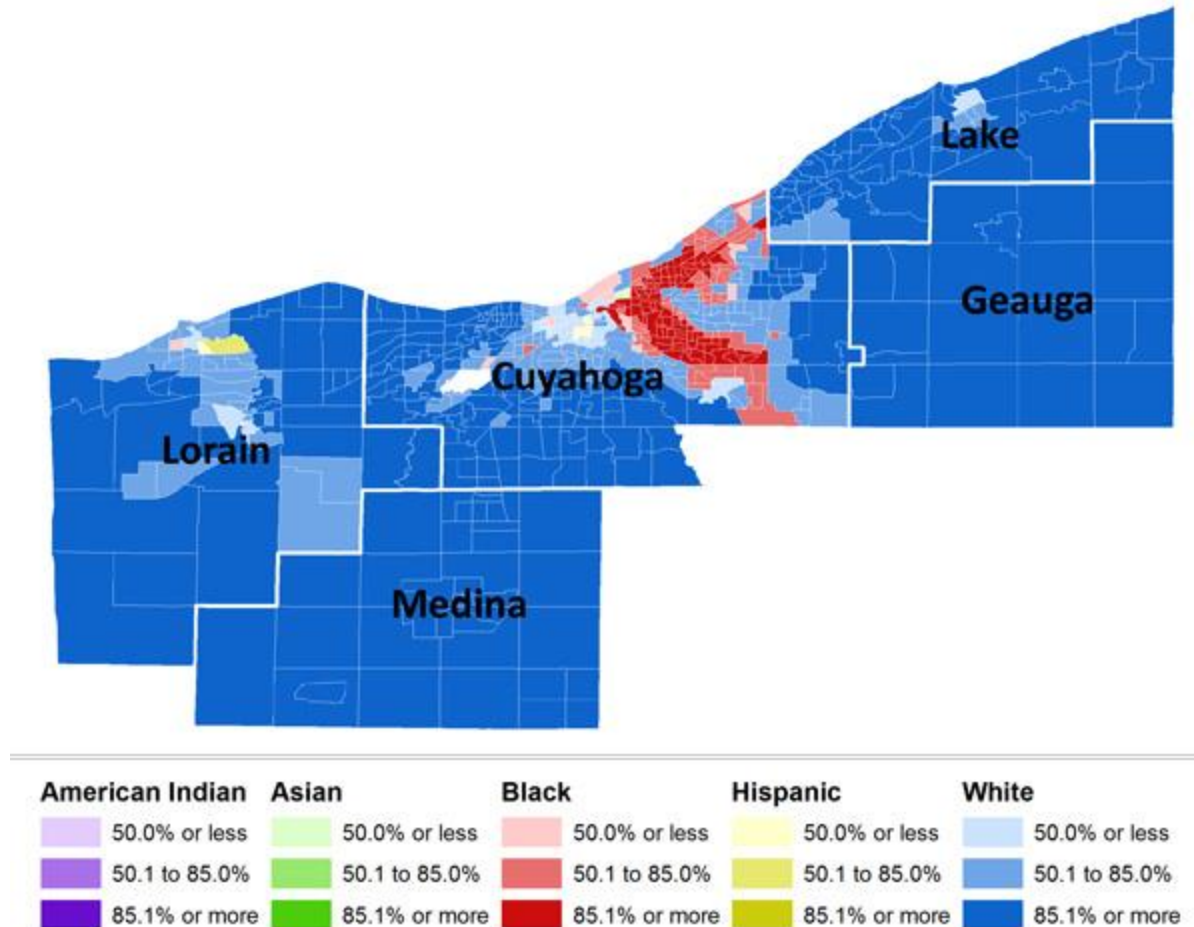 Lake
Geauga
Cuyahoga
Lorain
Medina
American Indian Asian Black Hispanic White
50.0% or less 50.0% or less 50.0% or less 50.0% or less 50.0% or less
50.1 to 85.0% 50.1 to 85.0% 50.1 to 85.0% 50.1 to 85.0% 50.1 to 85.0%
85.1% or more 85.1% or more 85.1% or more 85.1% or more 85.1% or more